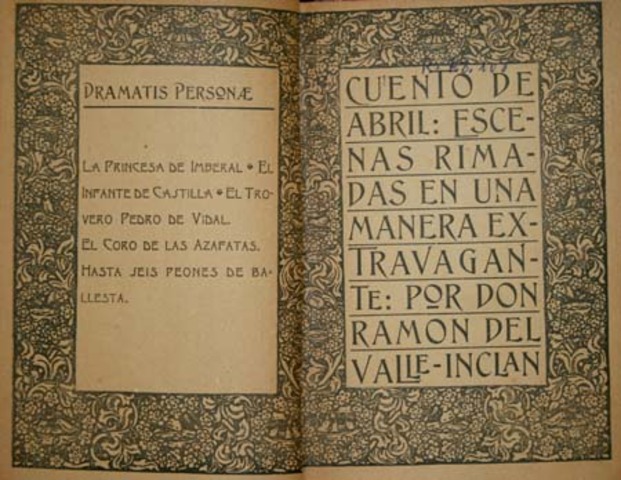 DRAMATIS PERSONÆ
LA PRINCESA DE IMBERAL • EL
INFANTE DE CASTILLA • EL TRO-
VERO PEDRO DE VIDAL.
EL CORO DE LAS AZAFATAS.
HASTA SEIS PEONES DE BA-
LLESTA.
CUENTO DE
ABRIL: ESCE-
NAS RIMA-
DAS EN UNA
MANERA EX-
TRAVAGAN-
TE: POR DON
RAMON DEL
VALLE-INCLAN